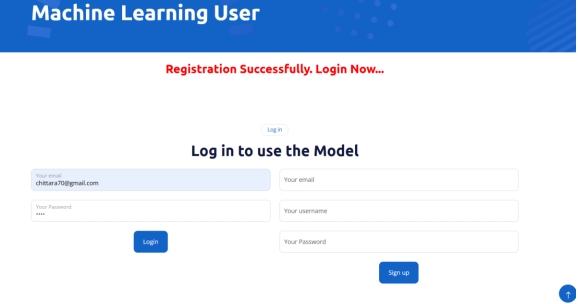 Machine Learning User
Registration Successfully. Login Now...
Log in
Log in to use the Model
Your email
chittara70@gmail.com
Your Password
••••
Login
Your email
Your username
Your Password
Sign up